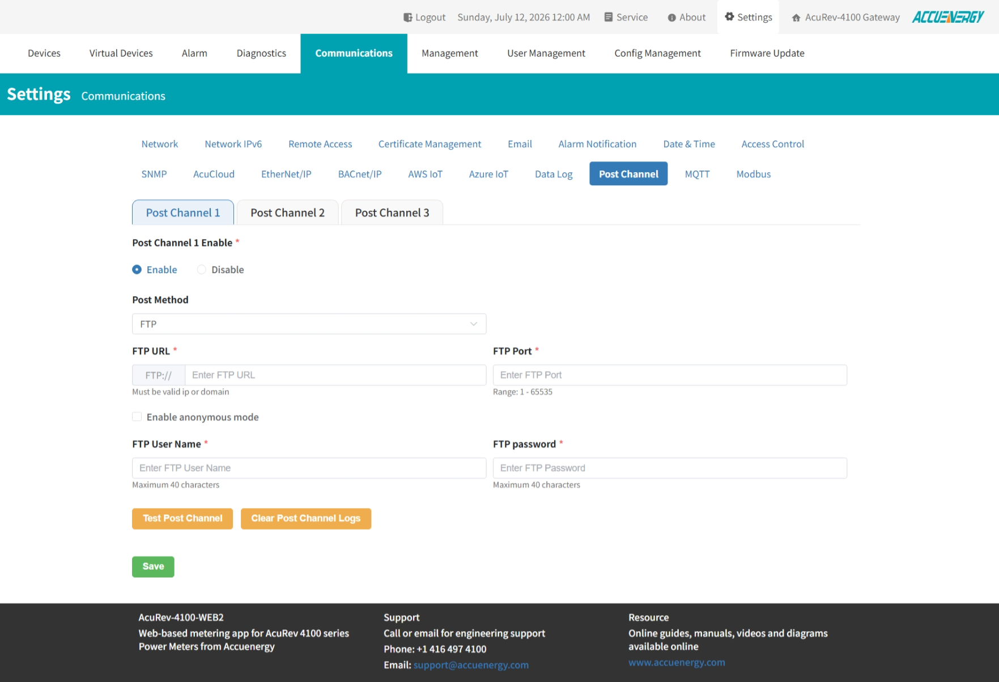 Logout Sunday, July 12, 2026 12:00 AM Service About Settings AcuRev-4100 Gateway ACCUENERGY
Devices Virtual Devices Alarm Diagnostics Communications Management User Management Config Management Firmware Update
Settings Communications
Network Network IPv6 Remote Access Certificate Management Email Alarm Notification Date & Time Access Control
SNMP AcuCloud EtherNet/IP BACnet/IP AWS IoT Azure IoT Data Log Post Channel MQTT Modbus
Post Channel 1 Post Channel 2 Post Channel 3
Post Channel 1 Enable *
Enable Disable
Post Method
FTP
FTP URL * FTP Port *
FTP:// Enter FTP URL Enter FTP Port
Must be valid ip or domain Range: 1 - 65535
Enable anonymous mode
FTP User Name * FTP password *
Enter FTP User Name Enter FTP Password
Maximum 40 characters Maximum 40 characters
Test Post Channel Clear Post Channel Logs
Save
AcuRev-4100-WEB2
Web-based metering app for AcuRev 4100 series
Power Meters from Accuenergy
Support
Call or email for engineering support
Phone: +1 416 497 4100
Email: support@accuenergy.com
Resource
Online guides, manuals, videos and diagrams
available online
www.accuenergy.com